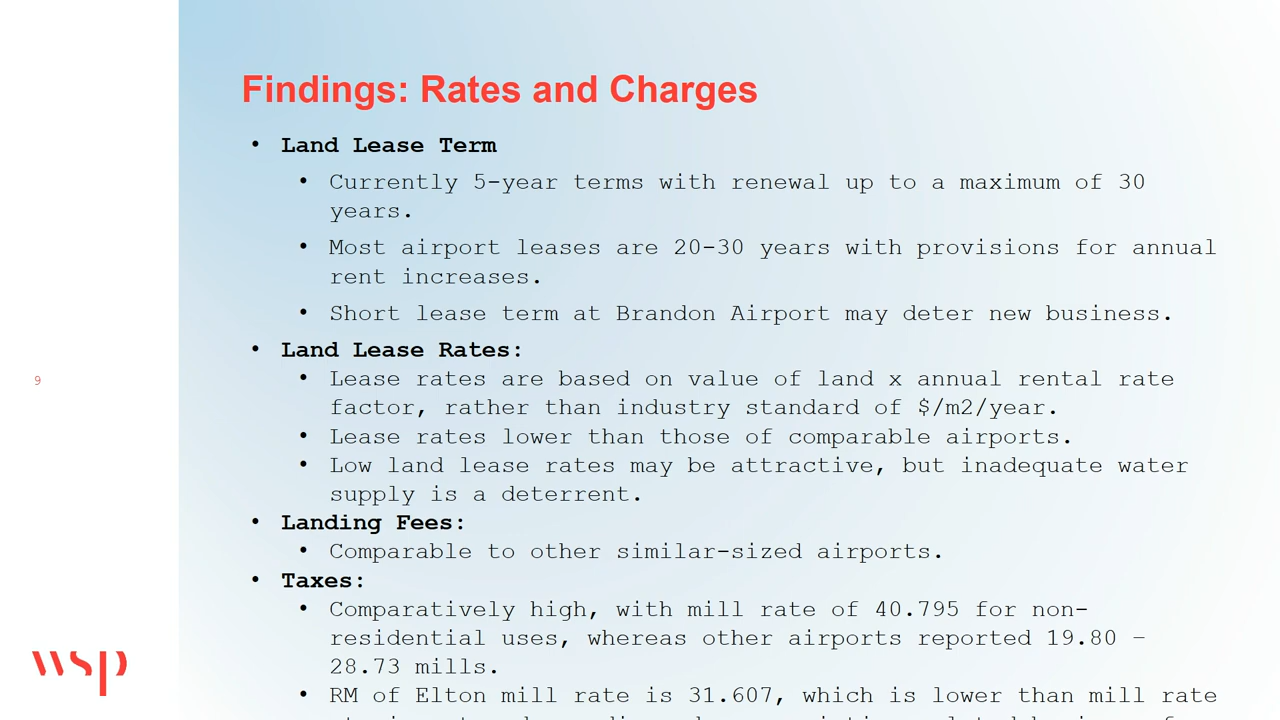 Findings: Rates and Charges
• Land Lease Term
• Currently 5-year terms with renewal up to a maximum of 30
years.
• Most airport leases are 20-30 years with provisions for annual
rent increases.
• Short lease term at Brandon Airport may deter new business.
• Land Lease Rates:
• Lease rates are based on value of land x annual rental rate
factor, rather than industry standard of $/m2/year.
• Lease rates lower than those of comparable airports.
• Low land lease rates may be attractive, but inadequate water
supply is a deterrent.
• Landing Fees:
• Comparable to other similar-sized airports.
• Taxes:
• Comparatively high, with mill rate of 40.795 for non-
residential uses, whereas other airports reported 19.80 –
28.73 mills.
• RM of Elton mill rate is 31.607, which is lower than mill rate
9
wsp